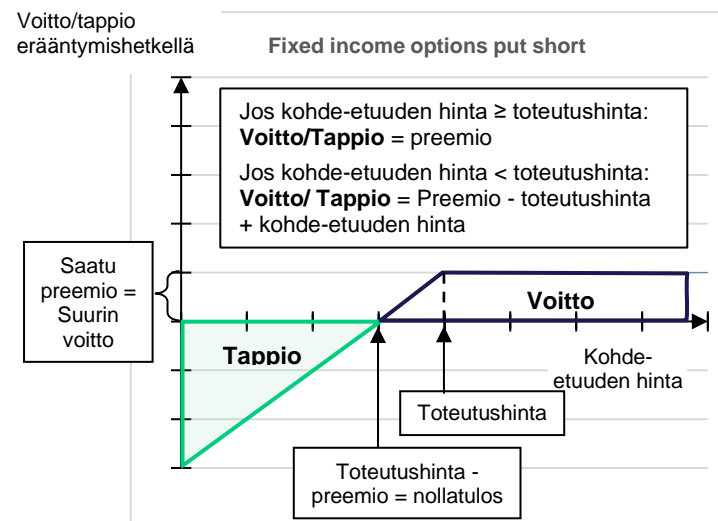 Voitto/tappio
erääntymishetkellä
Fixed income options put short
Jos kohde-etuuden hinta ≥ toteutushinta:
Voitto/Tappio = preemio
Jos kohde-etuuden hinta < toteutushinta:
Voitto/ Tappio = Preemio - toteutushinta
+ kohde-etuuden hinta
Saatu
preemio =
Suurin
voitto
Voitto
Tappio
Kohde-
etuuden hinta
Toteutushinta
Toteutushinta -
preemio = nollatulos